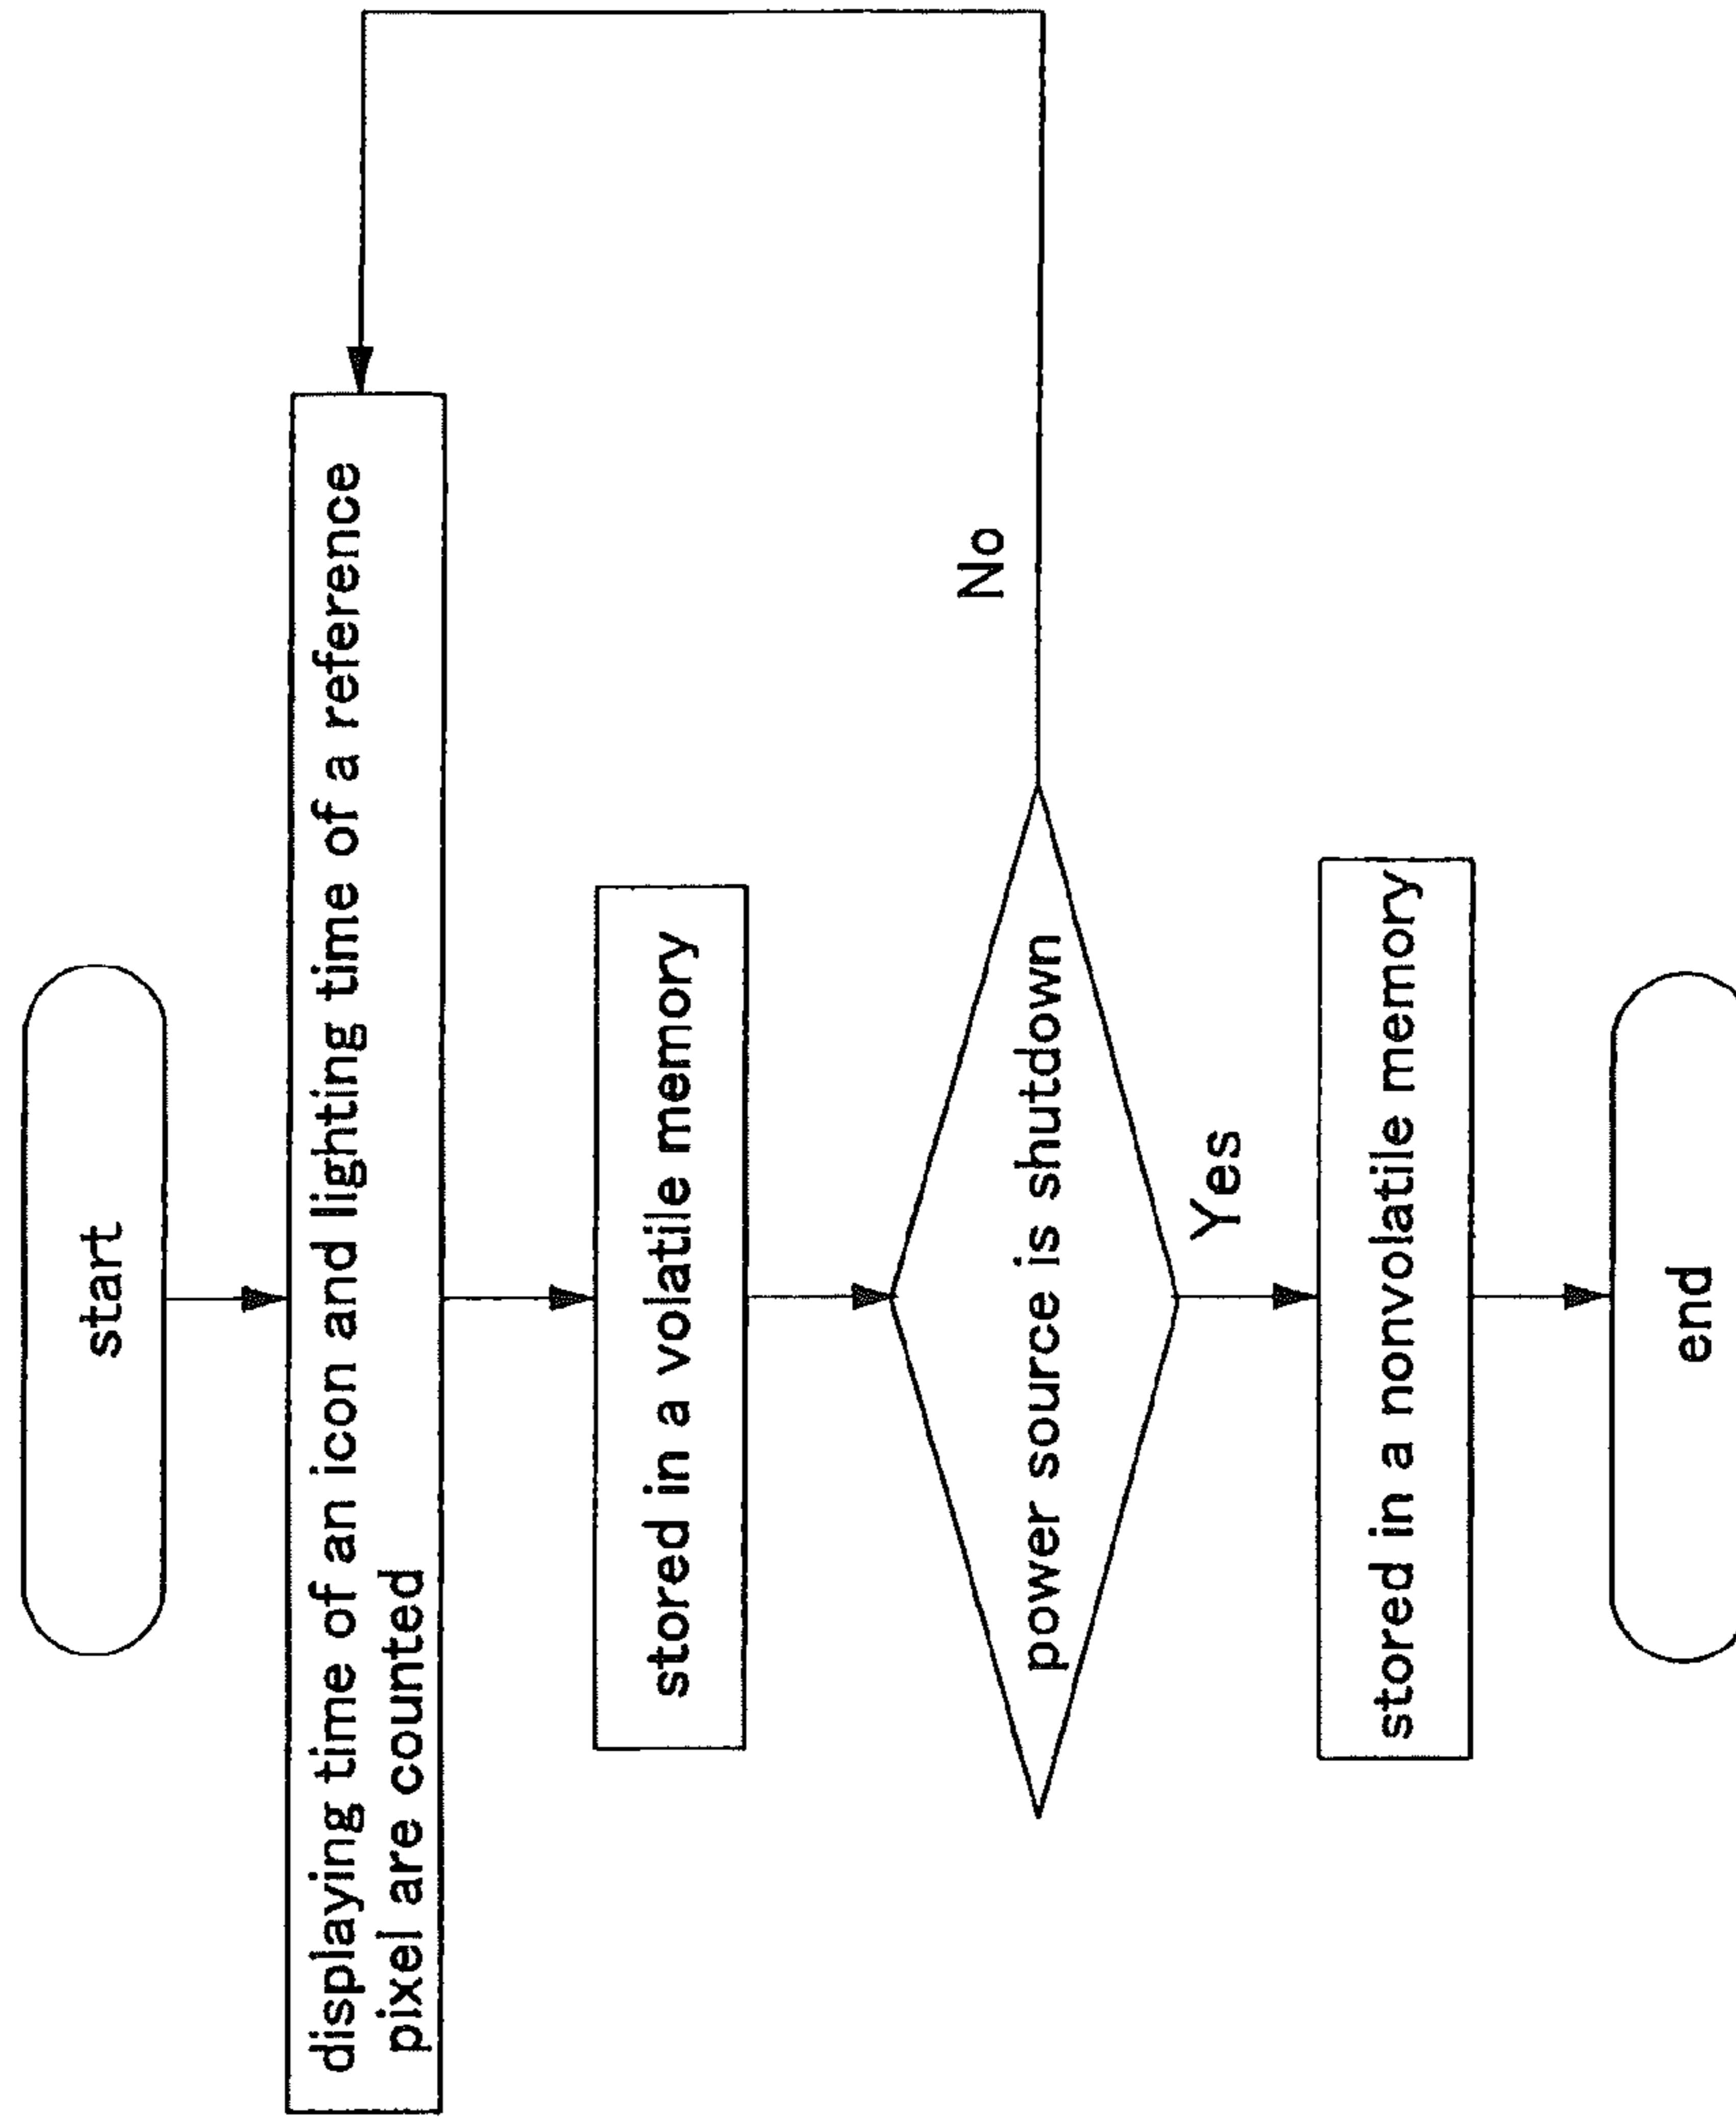 start
displaying time of an icon and lighting time of a reference
pixel are counted
stored in a volatile memory
power source is shutdown
No
Yes
stored in a nonvolatile memory
end